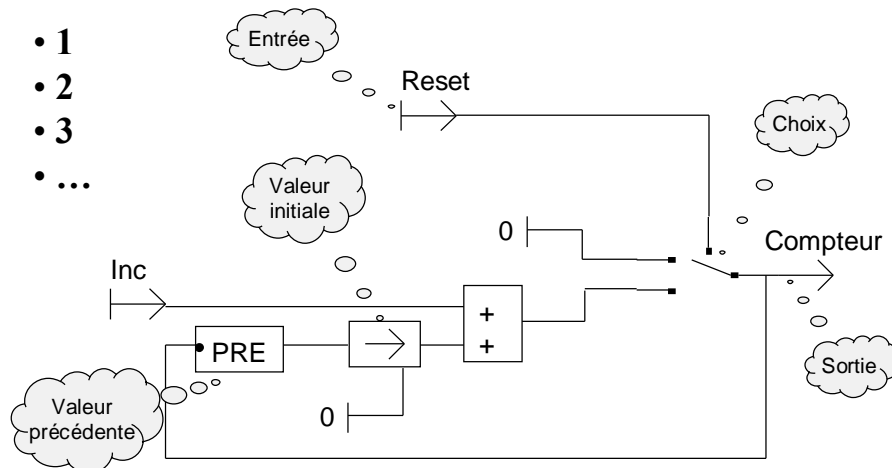 • 1
• 2
• 3
• …
Entrée
Reset
Choix
Valeur
initiale
0
Compteur
Inc
+
+
PRE
Sortie
0
Valeur
précédente